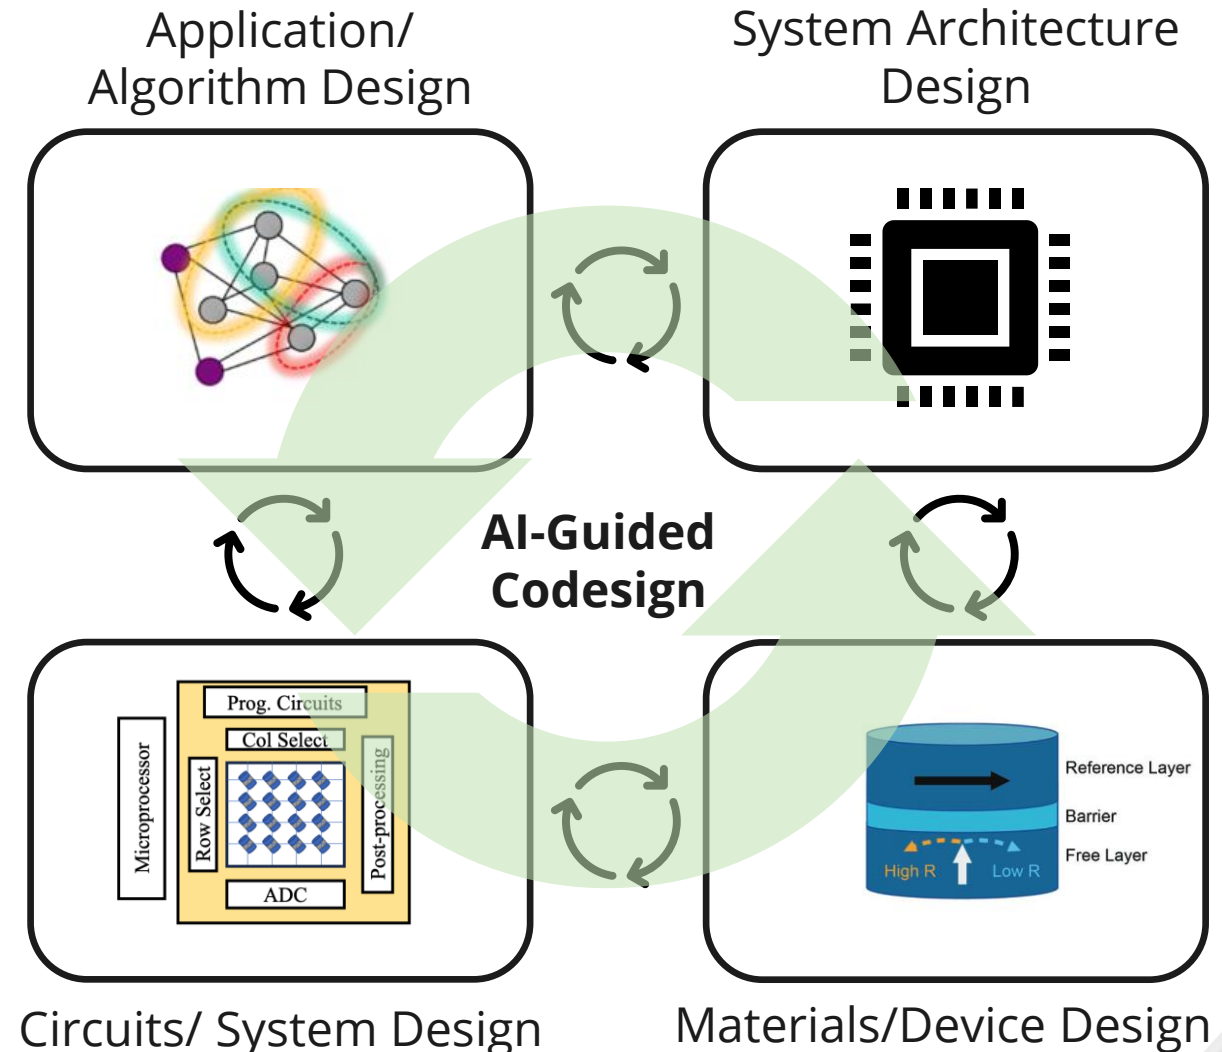 Application/
Algorithm Design
System Architecture
Design
AI-Guided
Codesign
Microprocessor
Prog. Circuits
Col Select
Row Select
Post-processing
ADC
Reference Layer
Barrier
Free Layer
High R
Low R
Circuits/ System Design
Materials/Device Design